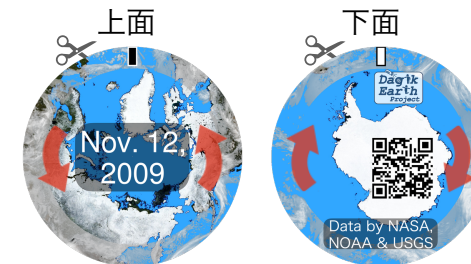 上面
下面
Nov. 12,
2009
Dagik
Earth
Project
Data by NASA,
NOAA & USGS